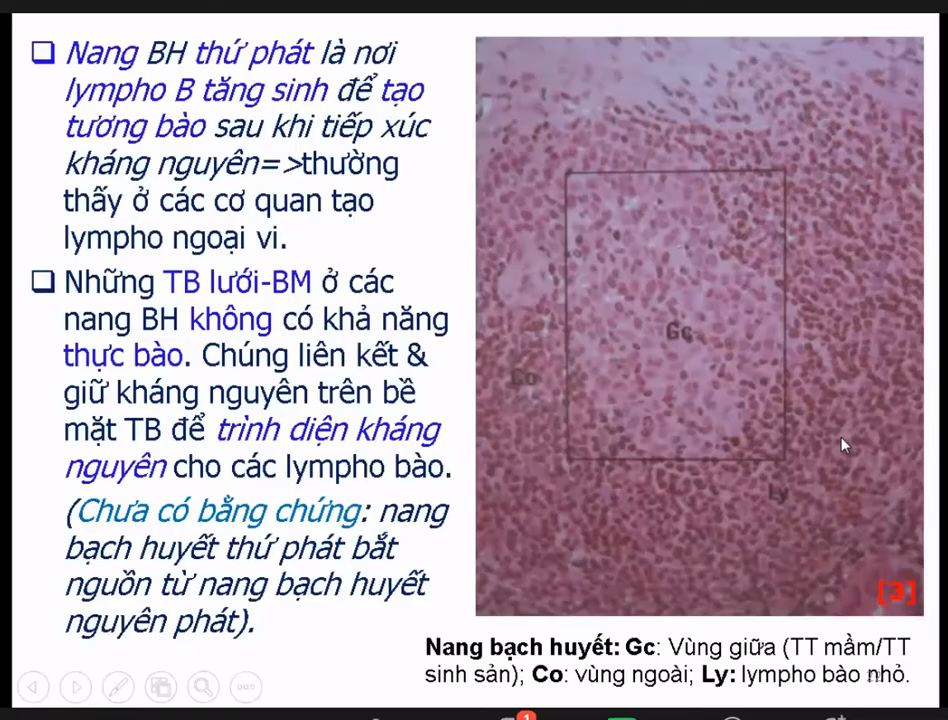 Nang BH thứ phát là nơi
lympho B tăng sinh để tạo
tương bào sau khi tiếp xúc
kháng nguyên=>thường
thấy ở các cơ quan tạo
lympho ngoại vi.
Những TB lưới-BM ở các
nang BH không có khả năng
thực bào. Chúng liên kết &
giữ kháng nguyên trên bề
mặt TB để trình diện kháng
nguyên cho các lympho bào.
(Chưa có bằng chứng: nang
bạch huyết thứ phát bắt
nguồn từ nang bạch huyết
nguyên phát).
Gc
Co
Ly
[3]
Nang bạch huyết: Gc: Vùng giữa (TT mầm/TT
sinh sản); Co: vùng ngoài; Ly: lympho bào nhỏ.
1